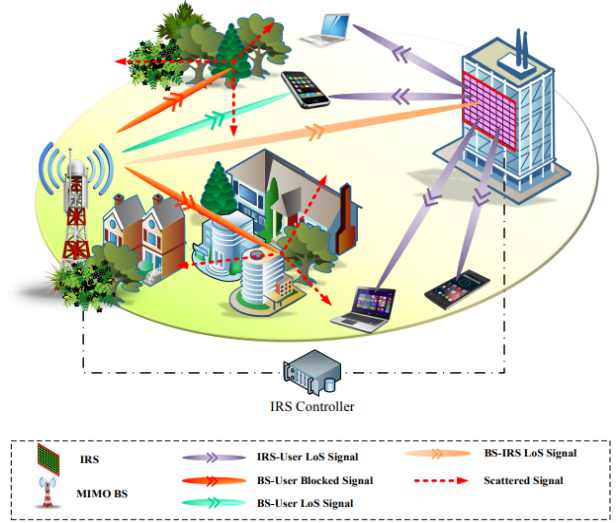 IRS Controller
IRS IRS-User LoS Signal BS-IRS LoS Signal
BS-User Blocked Signal Scattered Signal
MIMO BS
BS-User LoS Signal